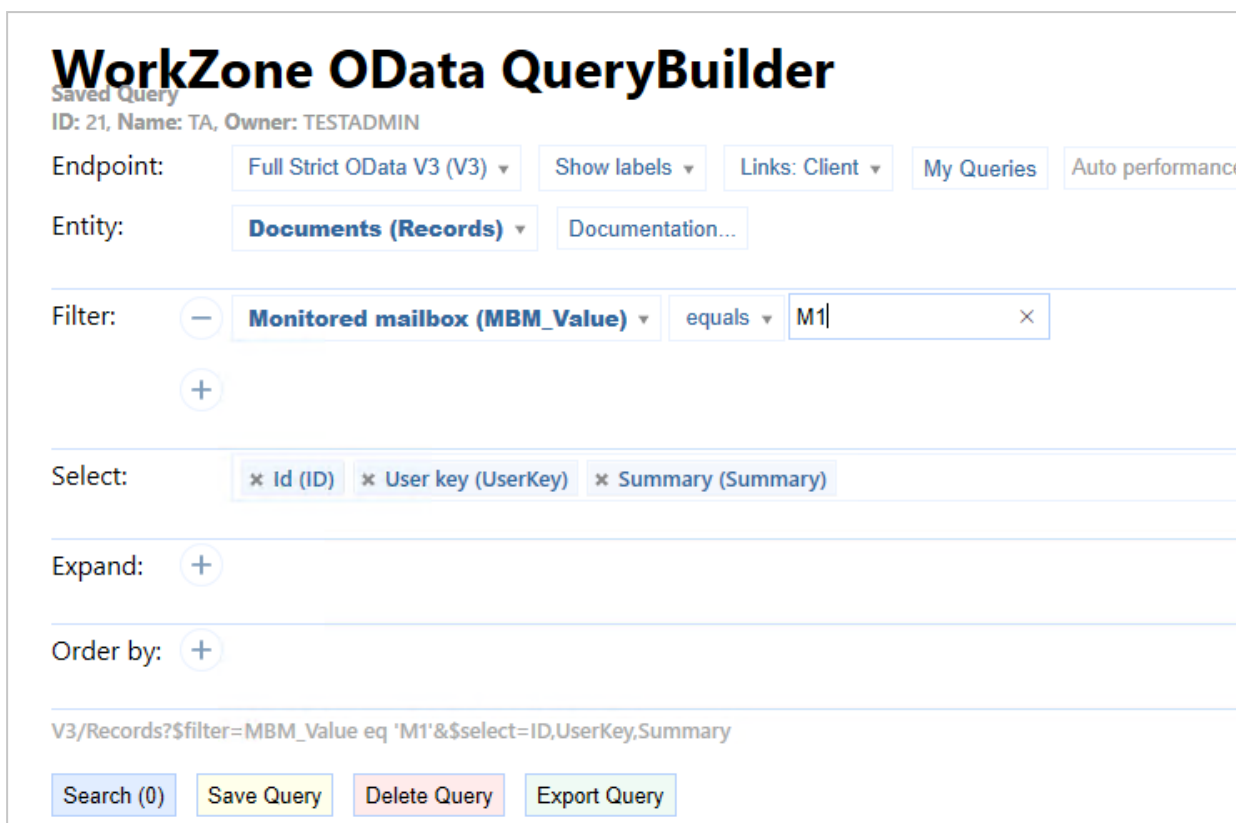 WorkZone OData QueryBuilder
Saved Query
ID: 21, Name: TA, Owner: TESTADMIN
Endpoint: Full Strict OData V3 (V3) Show labels Links: Client My Queries Auto performance
Entity: Documents (Records) Documentation...
Filter: Monitored mailbox (MBM_Value) equals M1
Select: Id (ID) User key (UserKey) Summary (Summary)
Expand:
Order by:
V3/Records?$filter=MBM_Value eq 'M1'&$select=ID,UserKey,Summary
Search (0) Save Query Delete Query Export Query